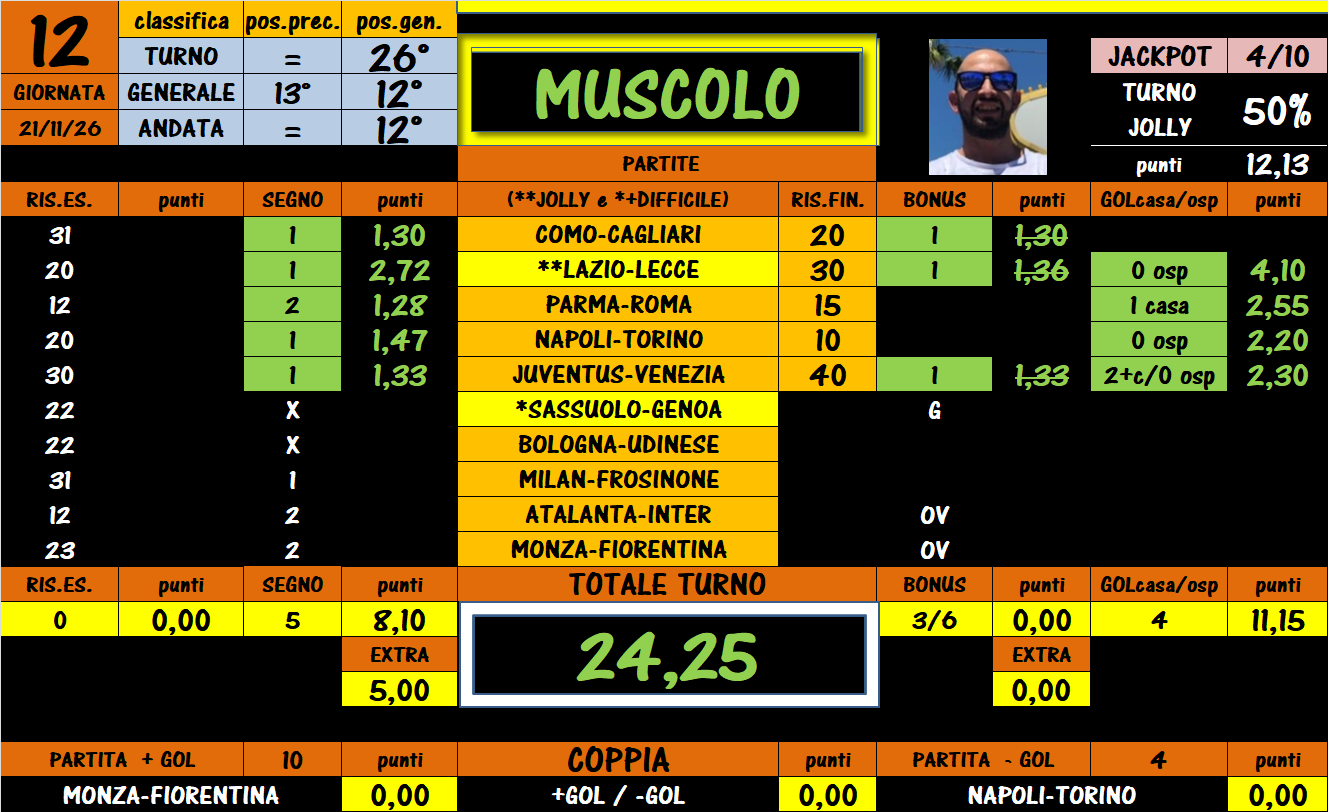 12 classifica pos.prec. pos.gen.
TURNO = 26° JACKPOT 4/10
GIORNATA GENERALE 13° 12° MUSCOLO TURNO 50%
21/11/26 ANDATA = 12° JOLLY
PARTITE punti 12,13
RIS.ES. punti SEGNO punti (**JOLLY e *+DIFFICILE) RIS.FIN. BONUS punti GOLcasa/osp punti
31 1 1,30 COMO-CAGLIARI 20 1 1,30
20 1 2,72 **LAZIO-LECCE 30 1 1,36 0 osp 4,10
12 2 1,28 PARMA-ROMA 15 1 casa 2,55
20 1 1,47 NAPOLI-TORINO 10 0 osp 2,20
30 1 1,33 JUVENTUS-VENEZIA 40 1 1,33 2+c/0 osp 2,30
22 X *SASSUOLO-GENOA G
22 X BOLOGNA-UDINESE
31 1 MILAN-FROSINONE
12 2 ATALANTA-INTER OV
23 2 MONZA-FIORENTINA OV
RIS.ES. punti SEGNO punti TOTALE TURNO BONUS punti GOLcasa/osp punti
0 0,00 5 8,10 3/6 0,00 4 11,15
EXTRA 24,25 EXTRA
5,00 0,00
PARTITA + GOL 10 punti COPPIA punti PARTITA - GOL 4 punti
MONZA-FIORENTINA 0,00 +GOL / -GOL 0,00 NAPOLI-TORINO 0,00